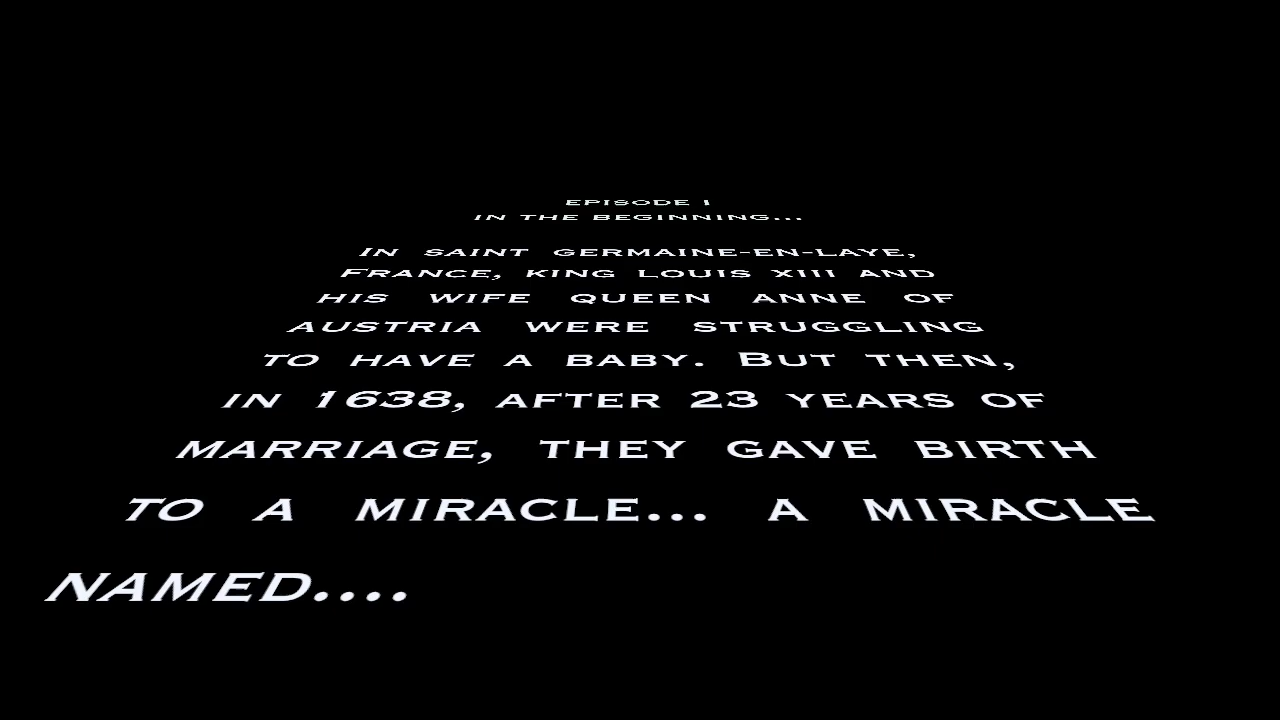 EPISODE I
IN THE BEGINNING...
IN SAINT GERMAINE-EN-LAYE,
FRANCE, KING LOUIS XIII AND
HIS WIFE QUEEN ANNE OF
AUSTRIA WERE STRUGGLING
TO HAVE A BABY. BUT THEN,
IN 1638, AFTER 23 YEARS OF
MARRIAGE, THEY GAVE BIRTH
TO A MIRACLE... A MIRACLE
NAMED....